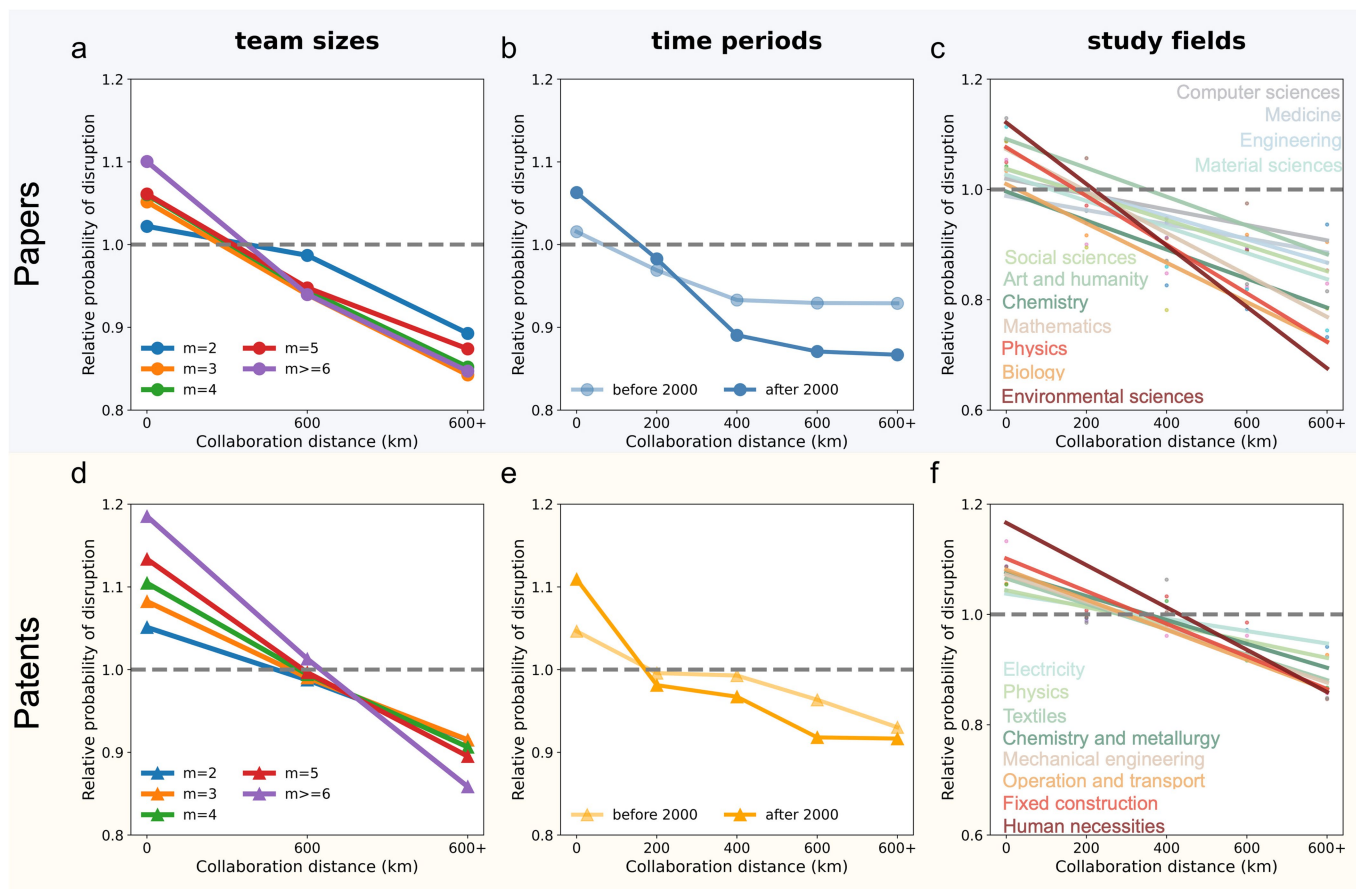 Papers
a
team sizes
Relative probability of disruption
1.2
1.1
1.0
0.9
0.8
m=2
m=3
m=4
m=5
m>=6
0
600
600+
Collaboration distance (km)
b
time periods
Relative probability of disruption
1.2
1.1
1.0
0.9
0.8
before 2000
after 2000
0
200
400
600
600+
Collaboration distance (km)
c
study fields
Relative probability of disruption
1.2
1.0
0.8
0.6
Computer sciences
Medicine
Engineering
Material sciences
Social sciences
Art and humanity
Chemistry
Mathematics
Physics
Biology
Environmental sciences
0
200
400
600
600+
Collaboration distance (km)
Patents
d
Relative probability of disruption
1.2
1.1
1.0
0.9
0.8
m=2
m=3
m=4
m=5
m>=6
0
600
600+
Collaboration distance (km)
e
Relative probability of disruption
1.2
1.1
1.0
0.9
0.8
before 2000
after 2000
0
200
400
600
600+
Collaboration distance (km)
f
Relative probability of disruption
1.2
1.0
0.8
0.6
Electricity
Physics
Textiles
Chemistry and metallurgy
Mechanical engineering
Operation and transport
Fixed construction
Human necessities
0
200
400
600
600+
Collaboration distance (km)